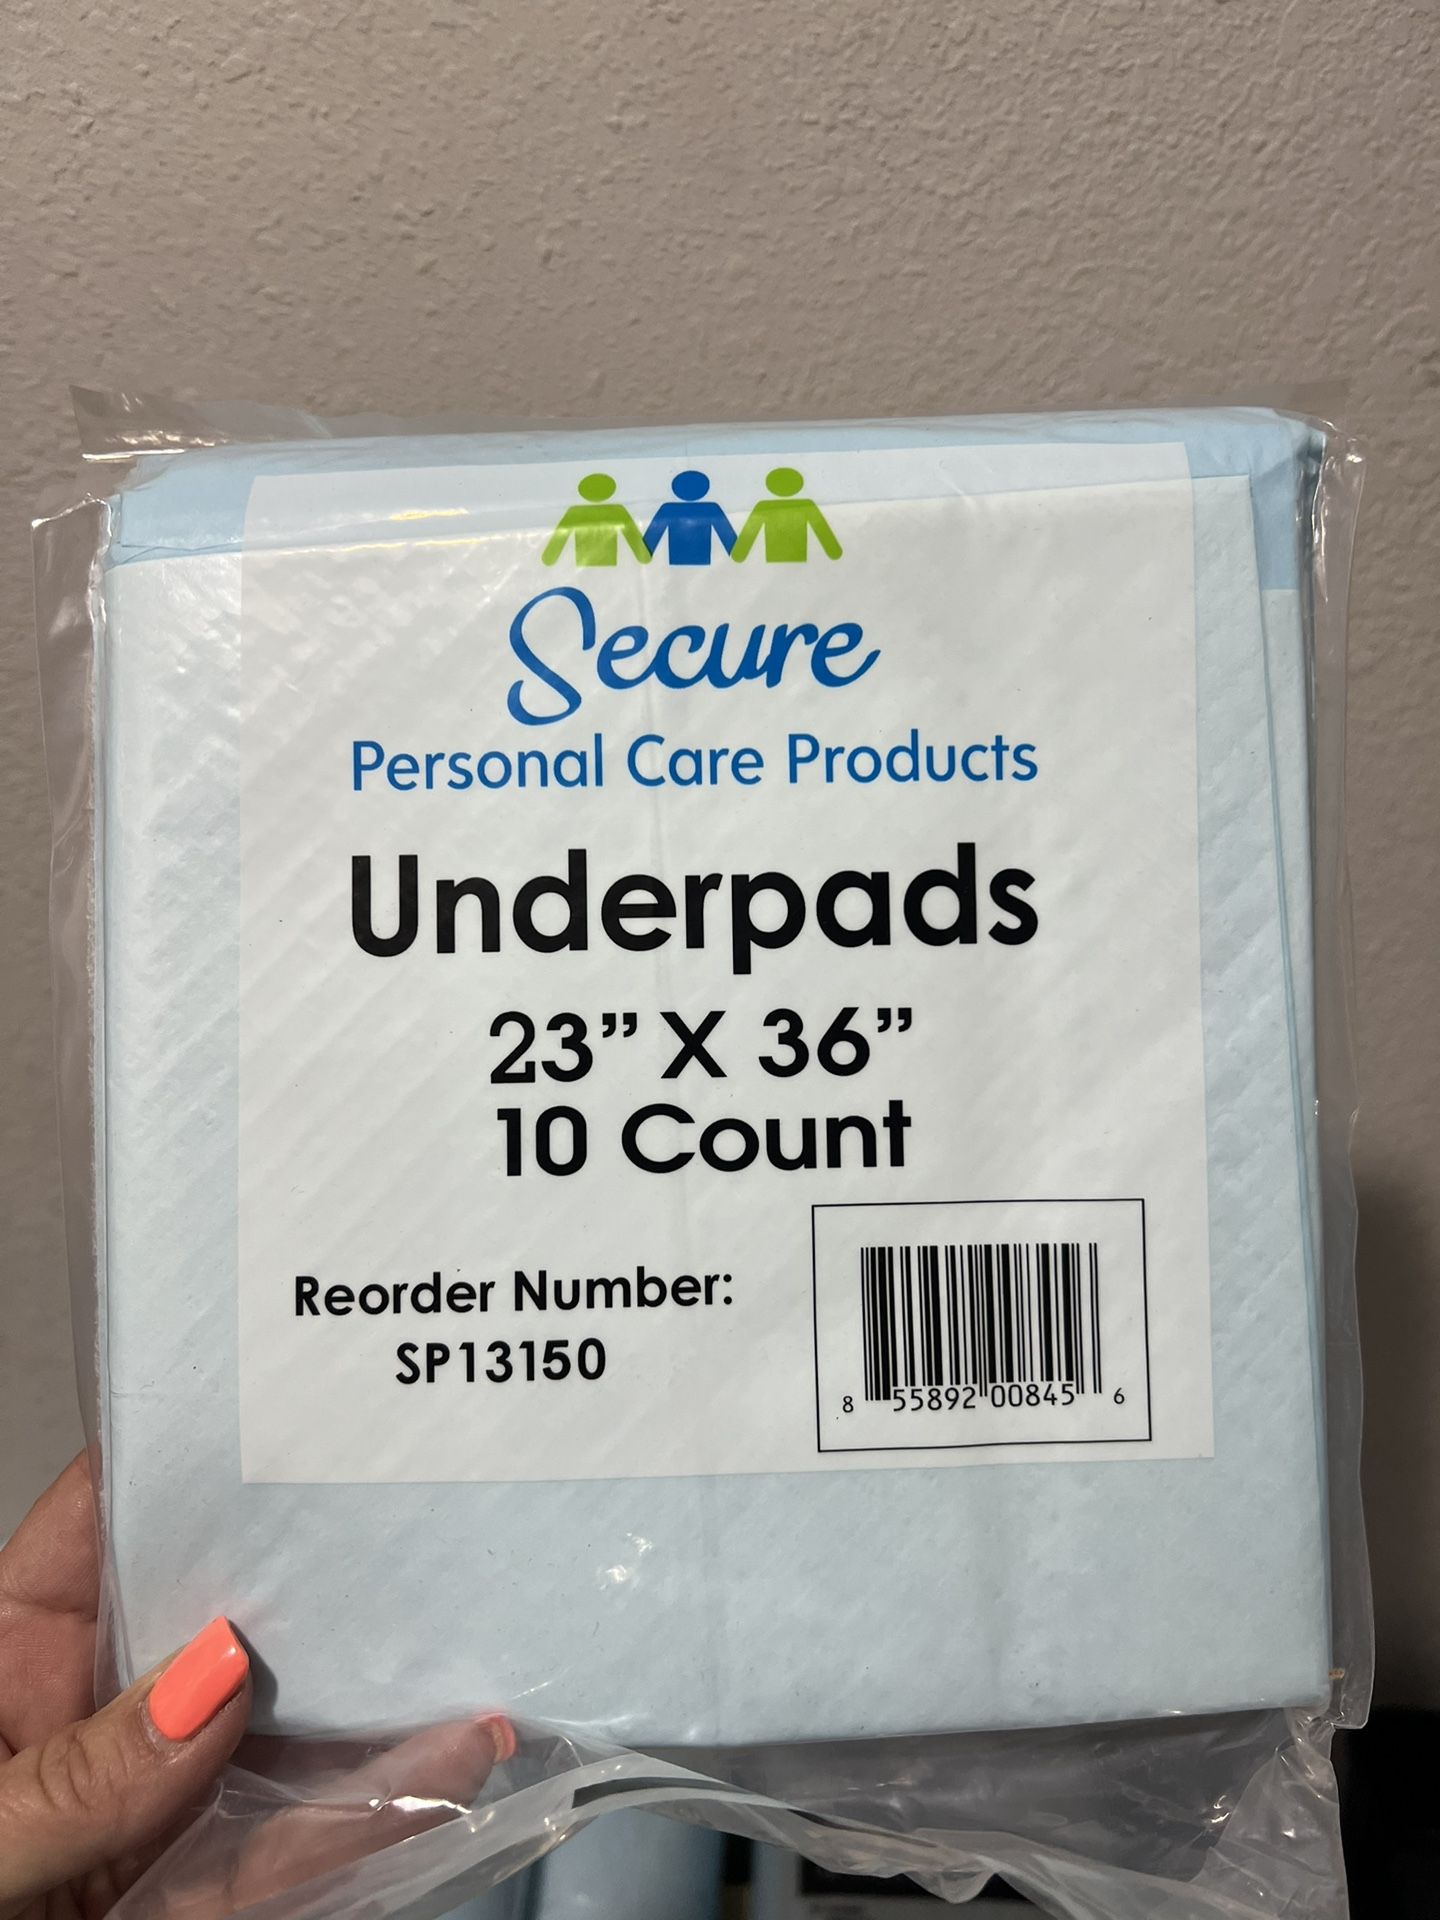 Secure
Personal Care Products
Underpads
23” X 36”
10 Count
Reorder Number:
SP13150
8 55892 00845 6